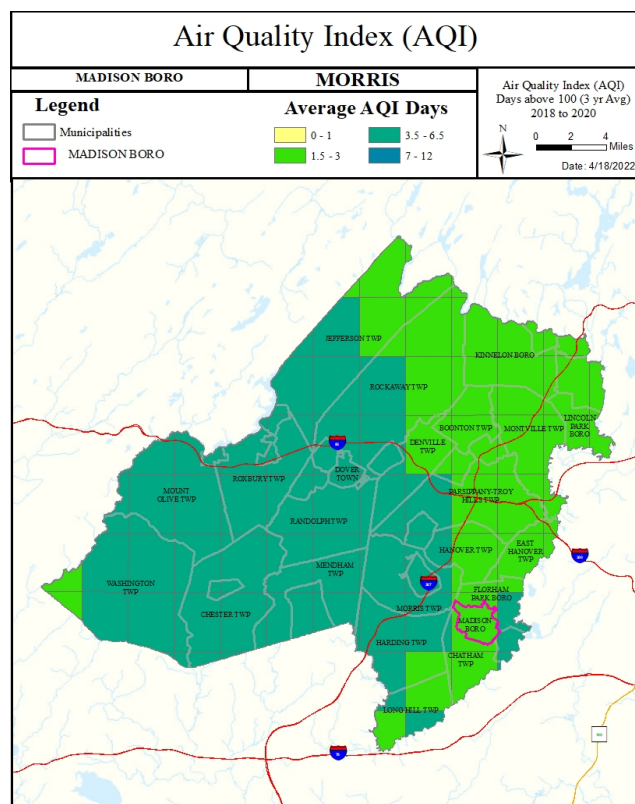 Air Quality Index (AQI)
MADISON BORO
MORRIS
Legend
Municipalities
MADISON BORO
Average AQI Days
0 - 1
1.5 - 3
3.5 - 6.5
7 - 12
Air Quality Index (AQI)
Days above 100 (3 yr Avg)
2018 to 2020
N
0 2 4
Miles
Date: 4/18/2022
JEFFERSON TWP
KINNELON BORO
ROCKAWAY TWP
LINCOLN
PARK
BORO
BOONTON TWP
MONTVILLE TWP
DENVILLE
TWP
80
DOVER
TOWN
ROXBURY TWP
MOUNT
OLIVE TWP
PARSIPPANY-TROY
HILLS TWP
RANDOLPH TWP
HANOVER TWP
EAST
HANOVER
TWP
MENDHAM
TWP
WASHINGTON
TWP
287
FLORHAM
PARK BORO
CHESTER TWP
MORRIS TWP
MADISON
BORO
HARDING TWP
CHATHAM
TWP
LONG HILL TWP
78